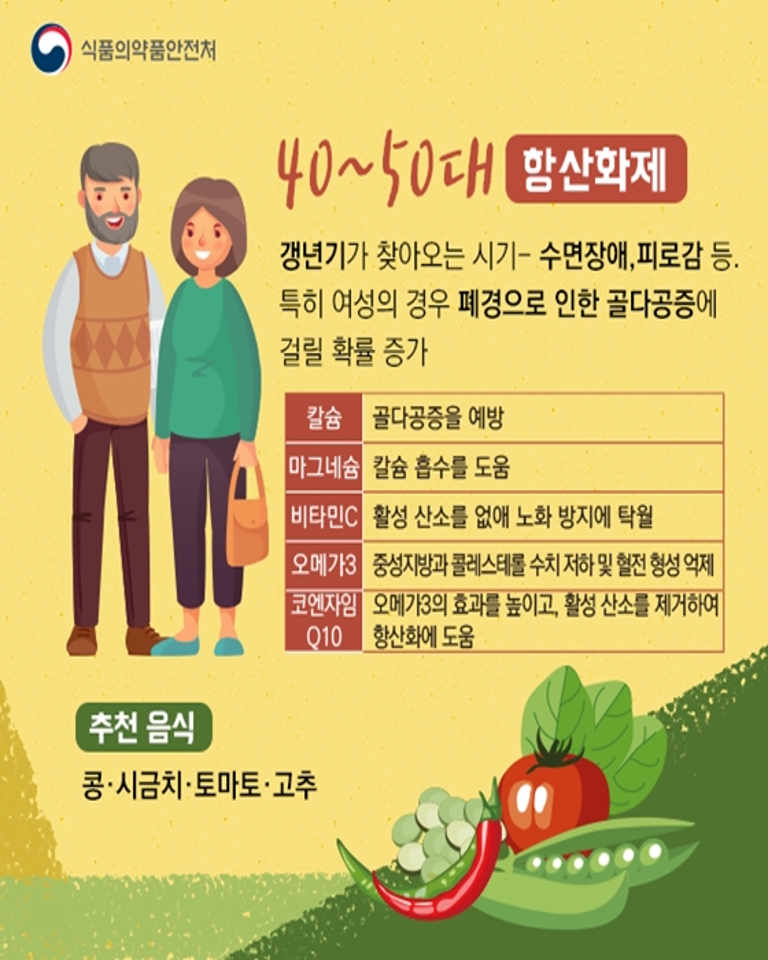 식품의약품안전처
40~50대 항산화제
갱년기가 찾아오는 시기- 수면장애,피로감 등.
특히 여성의 경우 폐경으로 인한 골다공증에
걸릴 확률 증가
칼슘 골다공증을 예방
마그네슘 칼슘 흡수를 도움
비타민C 활성 산소를 없애 노화 방지에 탁월
오메가3 중성지방과 콜레스테롤 수치 저하 및 혈전 형성 억제
코엔자임 오메가3의 효과를 높이고, 활성 산소를 제거하여
Q10 항산화에 도움
추천 음식
콩·시금치·토마토·고추